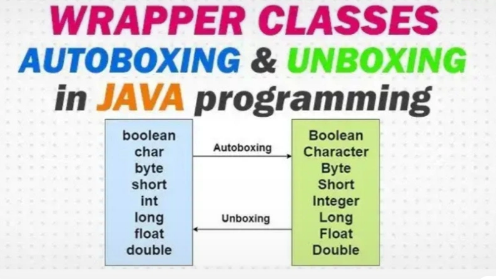 WRAPPER CLASSES
AUTOBOXING & UNBOXING
in JAVA programming
boolean
char
byte
short
int
long
float
double
Autoboxing
Unboxing
Boolean
Character
Byte
Short
Integer
Long
Float
Double